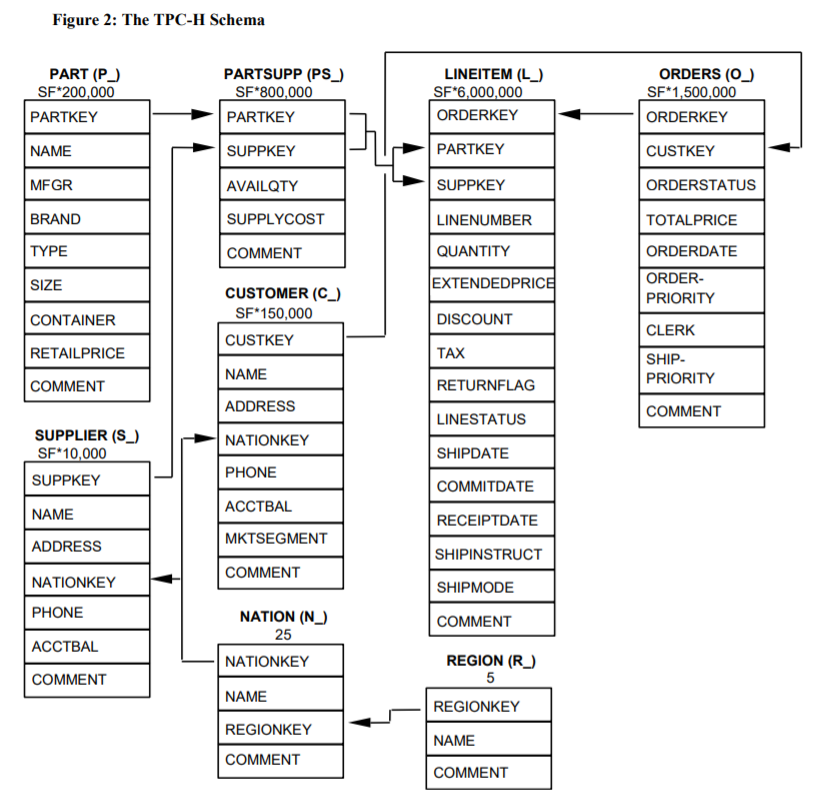 Figure 2: The TPC-H Schema
PART (P_)
SF*200,000
PARTKEY
NAME
MFGR
BRAND
TYPE
SIZE
CONTAINER
RETAILPRICE
COMMENT
SUPPLIER (S_)
SF*10,000
SUPPKEY
NAME
ADDRESS
NATIONKEY
PHONE
ACCTBAL
COMMENT
PARTSUPP (PS_)
SF*800,000
PARTKEY
SUPPKEY
AVAILQTY
SUPPLYCOST
COMMENT
CUSTOMER (C_)
SF*150,000
CUSTKEY
NAME
ADDRESS
NATIONKEY
PHONE
ACCTBAL
MKTSEGMENT
COMMENT
NATION (N_)
25
NATIONKEY
NAME
REGIONKEY
COMMENT
LINEITEM (L_)
SF*6,000,000
ORDERKEY
PARTKEY
SUPPKEY
LINENUMBER
QUANTITY
EXTENDEDPRICE
DISCOUNT
TAX
RETURNFLAG
LINESTATUS
SHIPDATE
COMMITDATE
RECEIPTDATE
SHIPINSTRUCT
SHIPMODE
COMMENT
REGION (R_)
5
REGIONKEY
NAME
COMMENT
ORDERS (O_)
SF*1,500,000
ORDERKEY
CUSTKEY
ORDERSTATUS
TOTALPRICE
ORDERDATE
ORDER-
PRIORITY
CLERK
SHIP-
PRIORITY
COMMENT